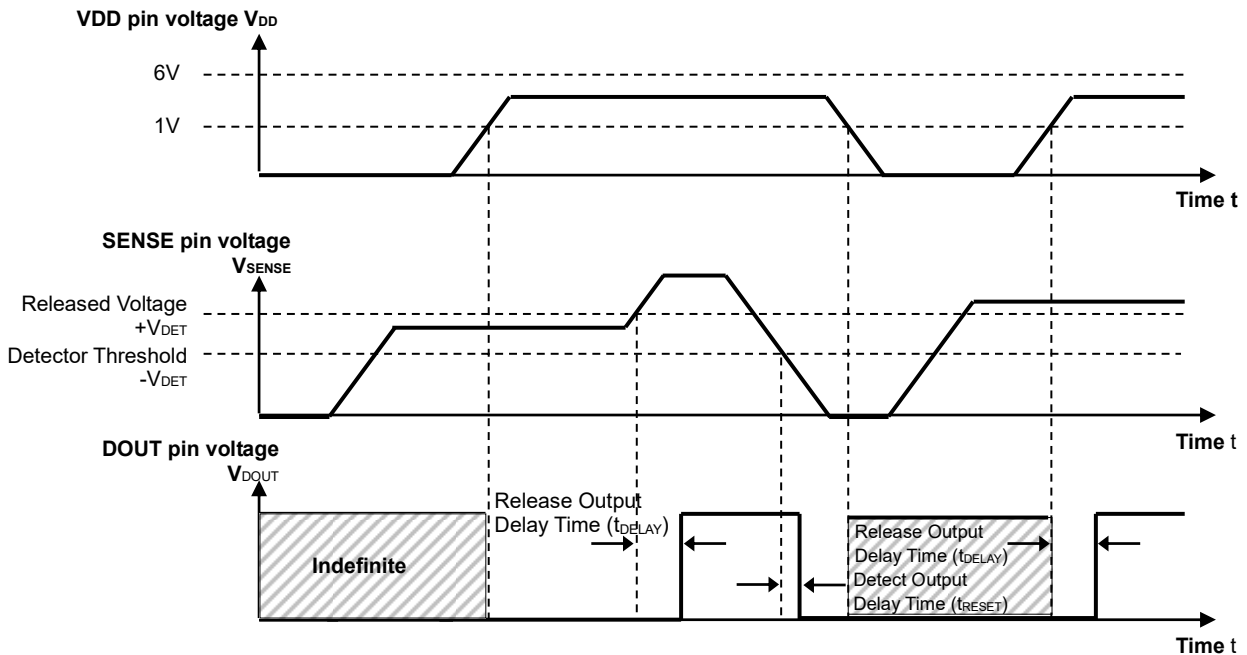 VDD pin voltage VDD
6V
1V
Time t
SENSE pin voltage
VSENSE
Released Voltage
+VDET
Detector Threshold
-VDET
Time t
DOUT pin voltage
VDOUT
Release Output
Delay Time (tDELAY)
Indefinite
Release Output
Delay Time (tDELAY)
Detect Output
Delay Time (tRESET)
Time t